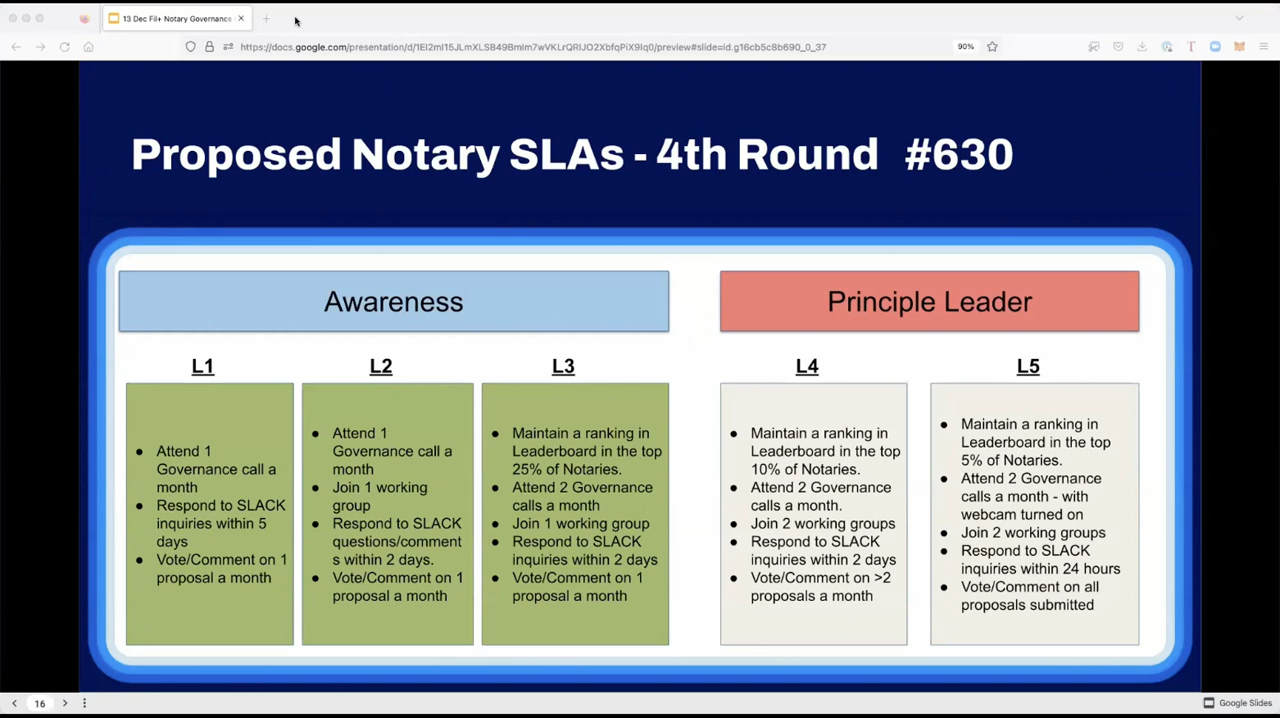 13 Dec Fil+ Notary Governance
https://docs.google.com/presentation/d/1EI2mI15JLmXLSB49BmIm7wVKLrQRIJO2XbfqPiX9Iq0/preview#slide=id.g16cb5c8b690_0_37
90%
Proposed Notary SLAs - 4th Round #630
Awareness
Principle Leader
L1
L2
L3
L4
L5
● Attend 1
Governance call a
month
● Respond to SLACK
inquiries within 5
days
● Vote/Comment on 1
proposal a month
● Attend 1
Governance call a
month
● Join 1 working
group
● Respond to SLACK
questions/comment
s within 2 days.
● Vote/Comment on 1
proposal a month
● Maintain a ranking in
Leaderboard in the top
25% of Notaries.
● Attend 2 Governance
calls a month
● Join 1 working group
● Respond to SLACK
inquiries within 2 days
● Vote/Comment on 1
proposal a month
● Maintain a ranking in
Leaderboard in the top
10% of Notaries.
● Attend 2 Governance
calls a month.
● Join 2 working groups
● Respond to SLACK
inquiries within 2 days
● Vote/Comment on >2
proposals a month
● Maintain a ranking in
Leaderboard in the top
5% of Notaries.
● Attend 2 Governance
calls a month - with
webcam turned on
● Join 2 working groups
● Respond to SLACK
inquiries within 24 hours
● Vote/Comment on all
proposals submitted
16
Google Slides